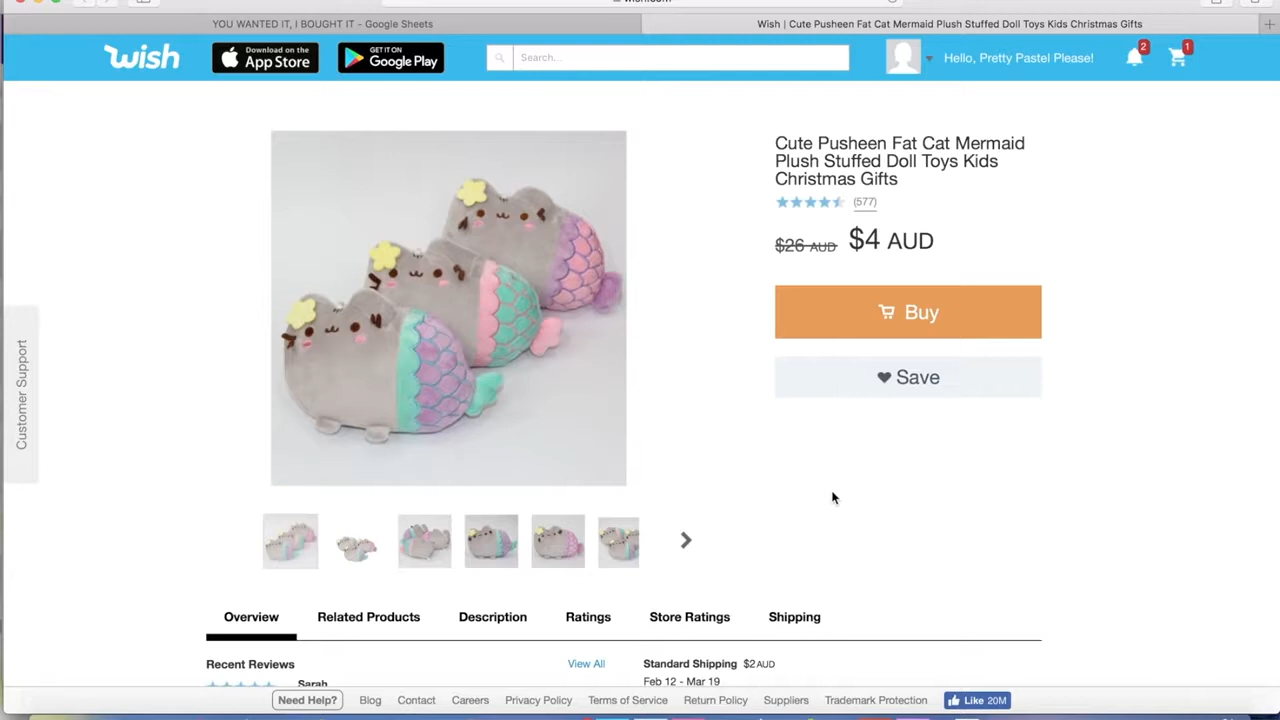 YOU WANTED IT, I BOUGHT IT - Google Sheets
Wish | Cute Pusheen Fat Cat Mermaid Plush Stuffed Doll Toys Kids Christmas Gifts
wish
Download on the
App Store
GET IT ON
Google Play
Search...
Hello, Pretty Pastel Please!
2
1
Customer Support
Cute Pusheen Fat Cat Mermaid
Plush Stuffed Doll Toys Kids
Christmas Gifts
(577)
$26 AUD $4 AUD
Buy
Save
Overview Related Products Description Ratings Store Ratings Shipping
Recent Reviews View All
Standard Shipping $2 AUD
Sarah
Feb 12 - Mar 19
Need Help? Blog Contact Careers Privacy Policy Terms of Service Return Policy Suppliers Trademark Protection Like 20M